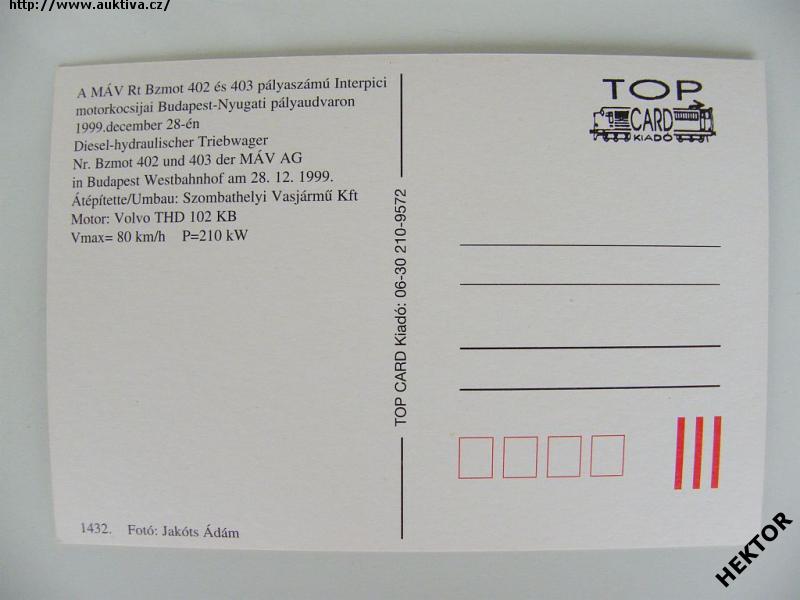 http://www.auktiva.cz/
A MÁV Rt Bzmot 402 és 403 pályaszámú Interpici
motorkocsijai Budapest-Nyugati pályaudvaron
1999.december 28-én
Diesel-hydraulischer Triebwager
Nr. Bzmot 402 und 403 der MÁV AG
in Budapest Westbahnhof am 28. 12. 1999.
Átépítette/Umbau: Szombathelyi Vasjármű Kft
Motor: Volvo THD 102 KB
Vmax= 80 km/h P=210 kW
1432. Fotó: Jakóts Ádám
TOP CARD Kiadó: 06-30 210-9572
TOP
CARD
KIADÓ
HEKTOR